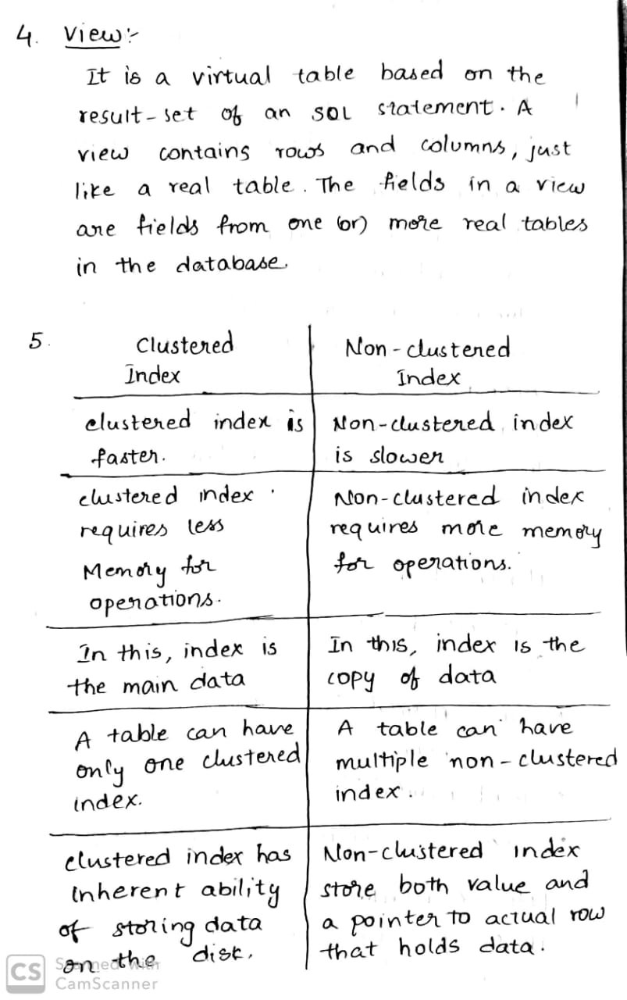 4. View:-
It is a virtual table based on the
result-set of an SQL statement. A
view contains rows and columns, just
like a real table. The fields in a view
are fields from one (or) more real tables
in the database.
5.
Clustered
Index
Non-clustered
Index
clustered index is
faster.
Non-clustered index
is slower
clustered index
requires less
Memory for
operations.
Non-clustered index
requires more memory
for operations.
In this, index is
the main data
In this, index is the
copy of data
A table can have
only one clustered
index.
A table can have
multiple non-clustered
index.
clustered index has
inherent ability
of storing data
on the disk.
Non-clustered index
store both value and
a pointer to actual row
that holds data.
CS Scanned with
CamScanner